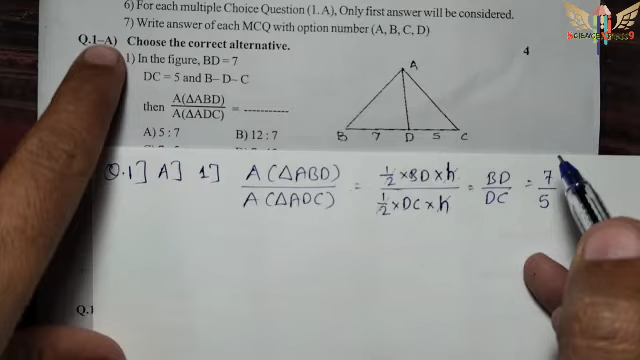 6) For each multiple Choice Question (1. A), Only first answer will be considered.
7) Write answer of each MCQ with option number (A, B, C, D)
Q.1–A) Choose the correct alternative. 4
1) In the figure, BD = 7
DC = 5 and B–D–C
then A(ΔABD)/A(ΔADC) = ----------
A) 5 : 7 B) 12 : 7
A
B 7 D 5 C
Q.1] A] 1] A(ΔABD)/A(ΔADC) = ½ × BD × h / ½ × DC × h = BD/DC = 7/5